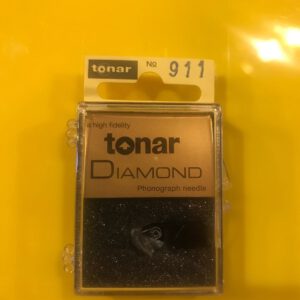 tonar No 911
a high fidelity
tonar
DIAMOND
Phonograph needle